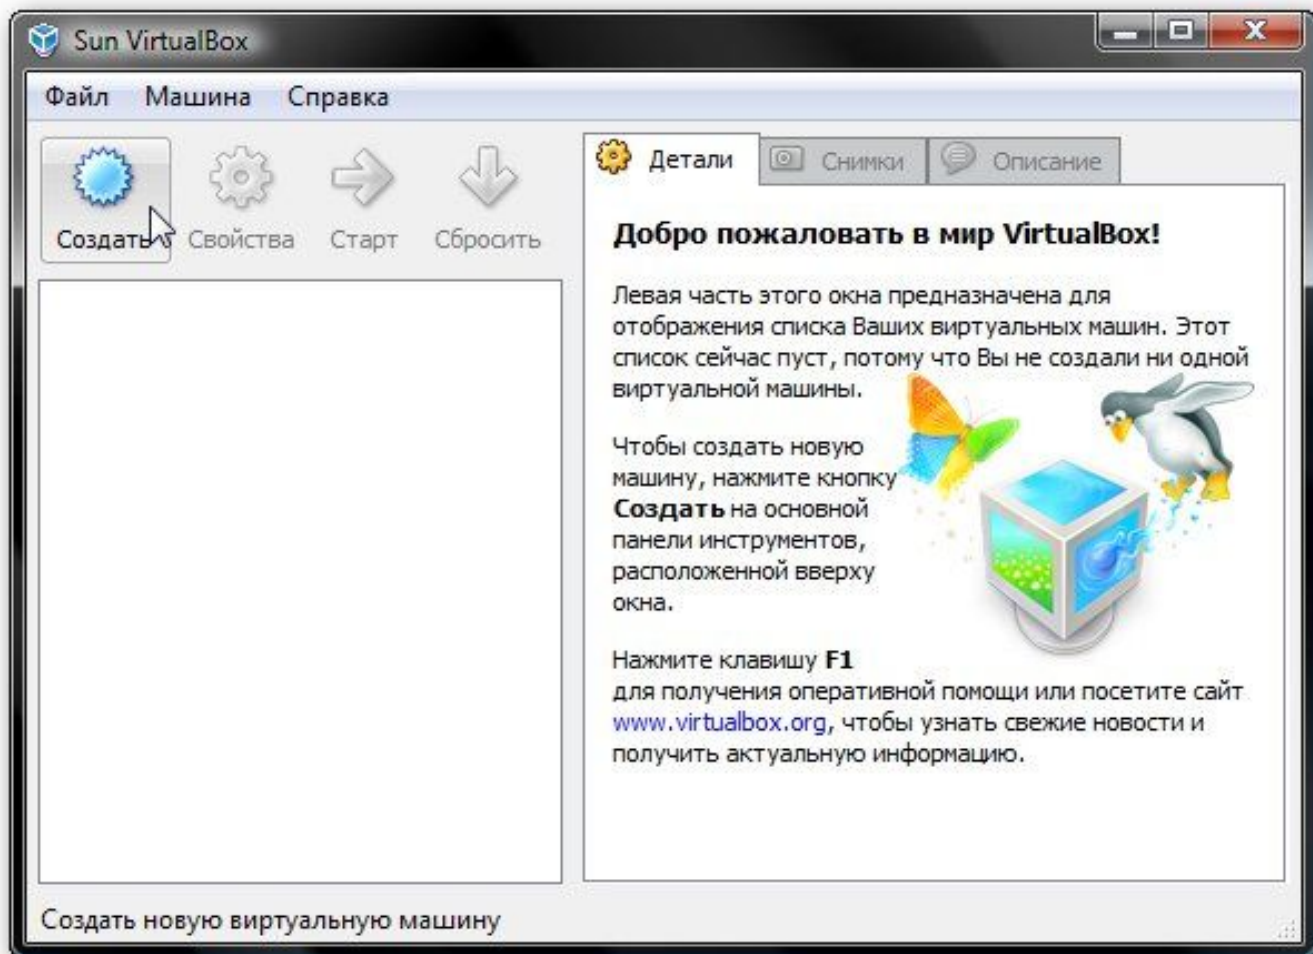 Sun VirtualBox
Файл Машина Справка
Создать Свойства Старт Сбросить
Детали Снимки Описание
Добро пожаловать в мир VirtualBox!
Левая часть этого окна предназначена для
отображения списка Ваших виртуальных машин. Этот
список сейчас пуст, потому что Вы не создали ни одной
виртуальной машины.
Чтобы создать новую
машину, нажмите кнопку
Создать на основной
панели инструментов,
расположенной вверху
окна.
Нажмите клавишу F1
для получения оперативной помощи или посетите сайт
www.virtualbox.org, чтобы узнать свежие новости и
получить актуальную информацию.
Создать новую виртуальную машину